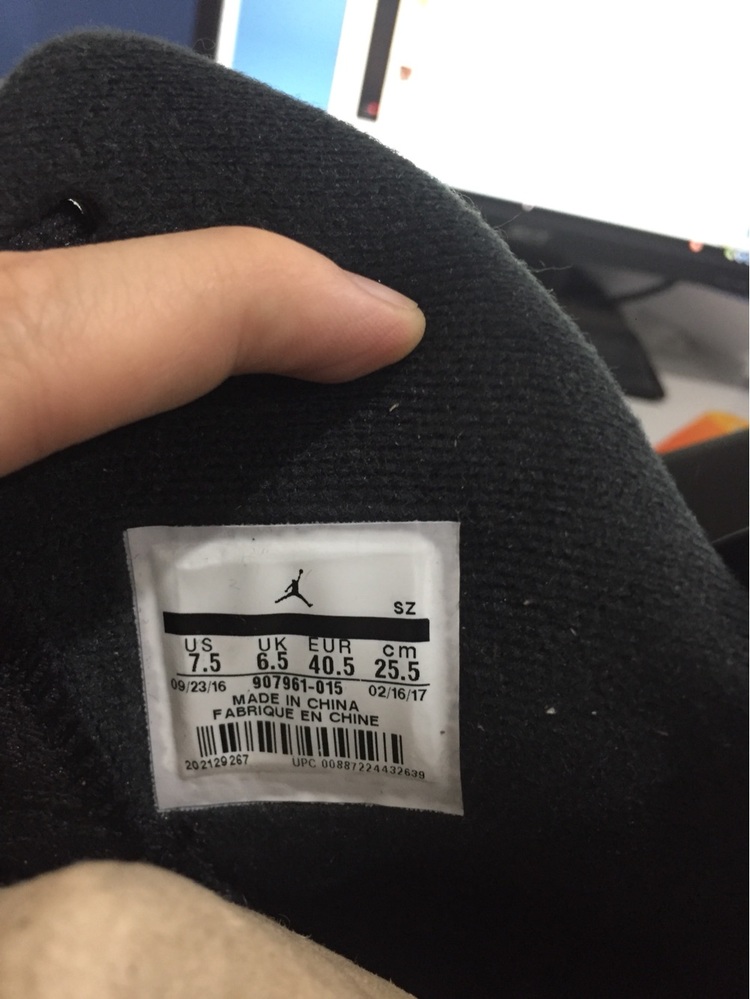 SZ
US UK EUR cm
7.5 6.5 40.5 25.5
09/23/16 907961-015 02/16/17
MADE IN CHINA
FABRIQUE EN CHINE
202129267 UPC 00887224432639